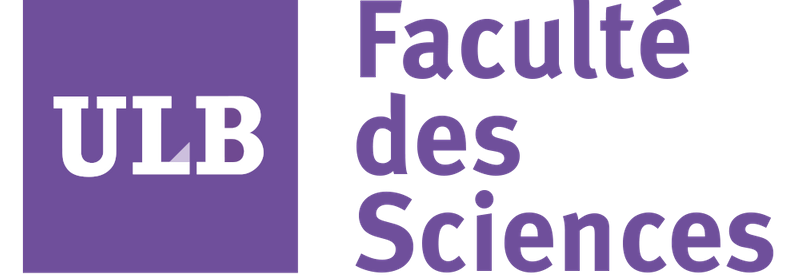 ULB
Faculté
des
Sciences